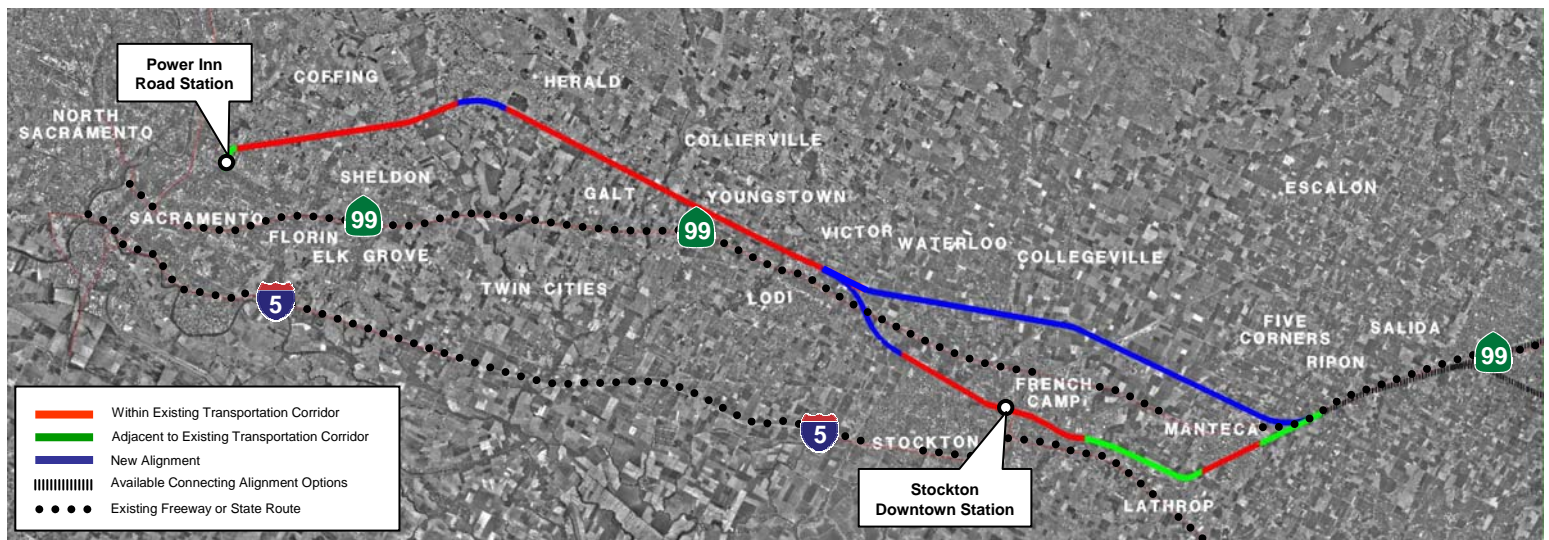 Power Inn
Road Station
COFFING
HERALD
NORTH
SACRAMENTO
COLLIERVILLE
SHELDON
GALT
YOUNGSTOWN
ESCALON
SACRAMENTO
99
99
FLORIN
ELK GROVE
VICTOR
WATERLOO
COLLEGEVILLE
TWIN CITIES
LODI
5
FIVE
CORNERS
SALIDA
RIPON
99
FRENCH
CAMP
MANTECA
5
STOCKTON
LATHROP
Stockton
Downtown Station
Within Existing Transportation Corridor
Adjacent to Existing Transportation Corridor
New Alignment
Available Connecting Alignment Options
Existing Freeway or State Route